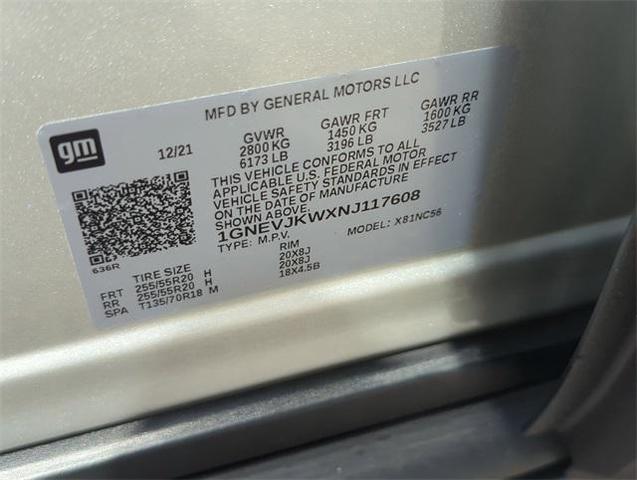 MFD BY GENERAL MOTORS LLC
gm
12/21
GVWR GAWR FRT GAWR RR
2800 KG 1450 KG 1600 KG
6173 LB 3196 LB 3527 LB
THIS VEHICLE CONFORMS TO ALL
APPLICABLE U.S. FEDERAL MOTOR
VEHICLE SAFETY STANDARDS IN EFFECT
ON THE DATE OF MANUFACTURE
SHOWN ABOVE.
1GNEVJKWXNJ117608
TYPE: M.P.V. MODEL: X81NC56
636R
TIRE SIZE RIM
FRT 255/55R20 H 20X8J
RR 255/55R20 H 20X8J
SPA T135/70R18 M 18X4.5B